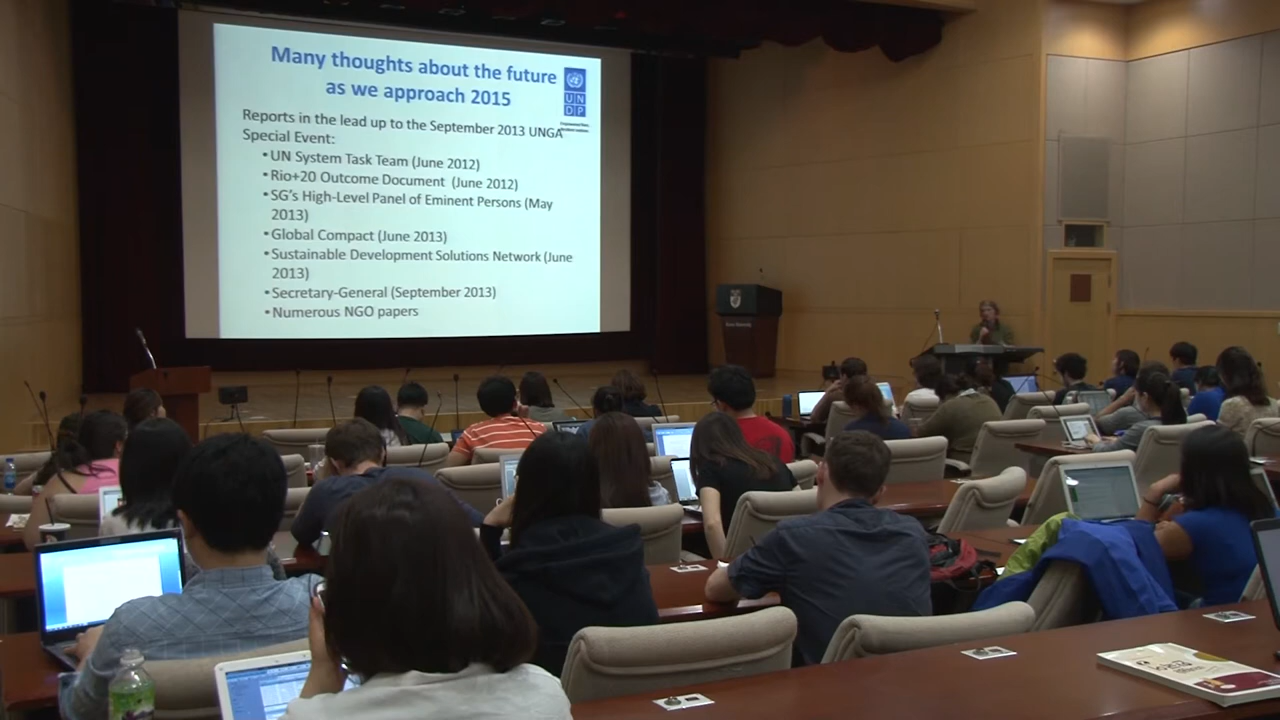 Many thoughts about the future
as we approach 2015
UN
DP
Reports in the lead up to the September 2013 UNGA
Special Event:
•UN System Task Team (June 2012)
•Rio+20 Outcome Document (June 2012)
•SG's High-Level Panel of Eminent Persons (May
2013)
•Global Compact (June 2013)
•Sustainable Development Solutions Network (June
2013)
•Secretary-General (September 2013)
•Numerous NGO papers